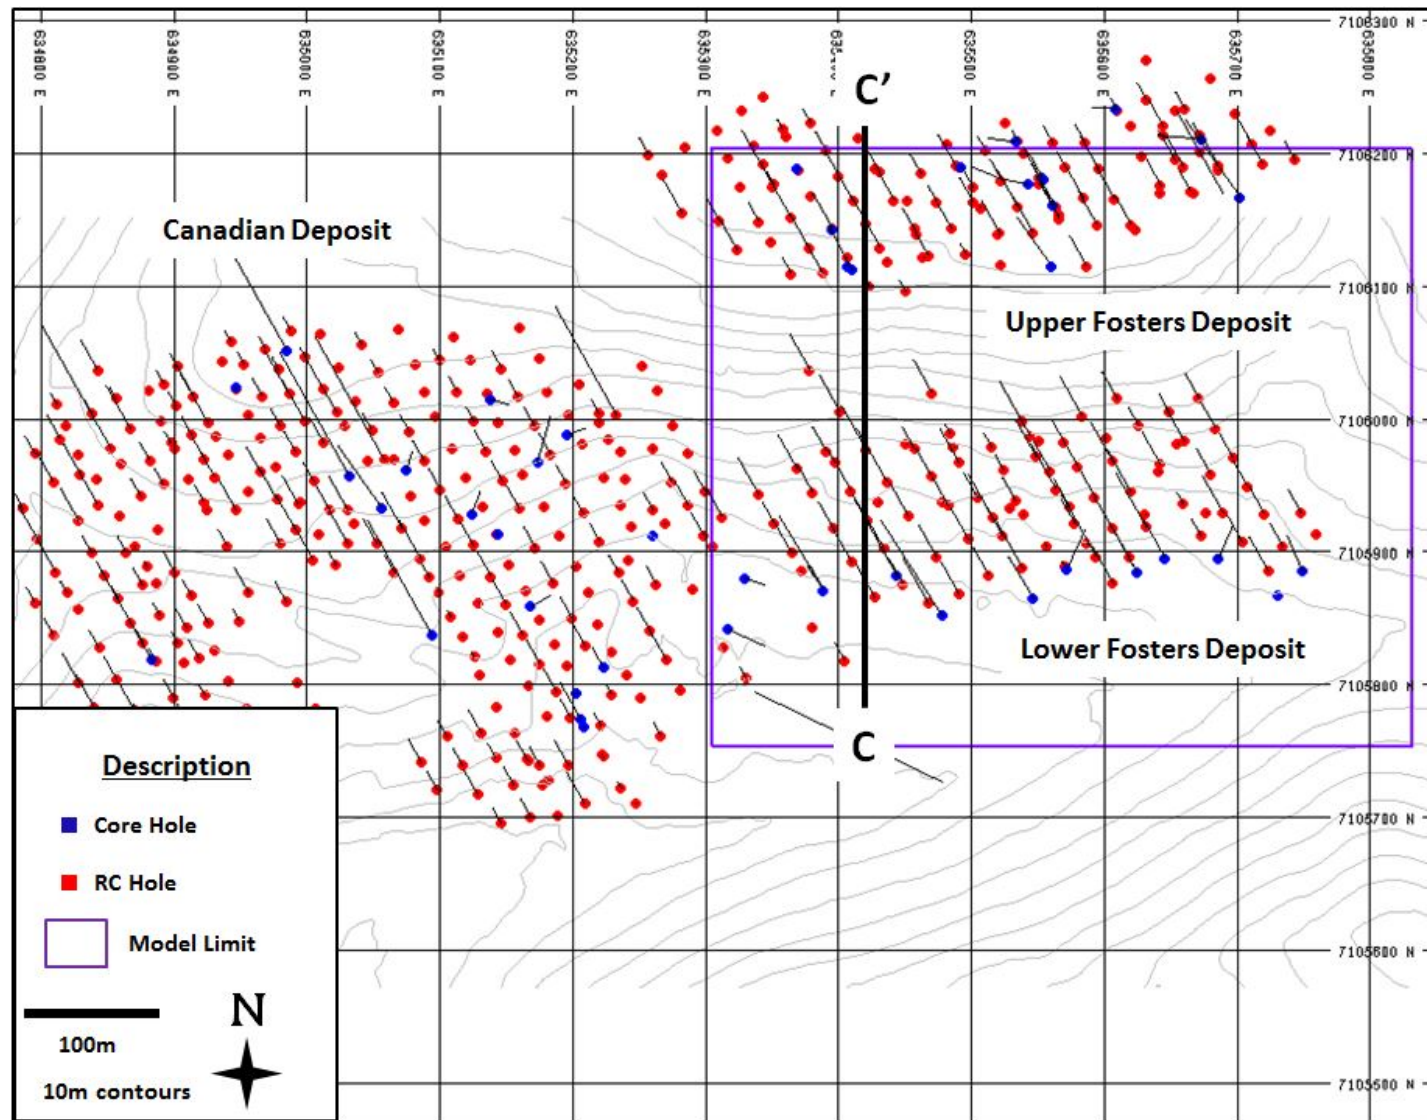 7106300 N
634800 E
634900 E
635000 E
635100 E
635200 E
635300 E
635500 E
635600 E
635700 E
635800 E
C’
7106200 N
Canadian Deposit
7106100 N
Upper Fosters Deposit
7106000 N
7105900 N
Lower Fosters Deposit
7105800 N
C
Description
Core Hole
7105700 N
RC Hole
Model Limit
7105600 N
N
100m
10m contours
7105500 N